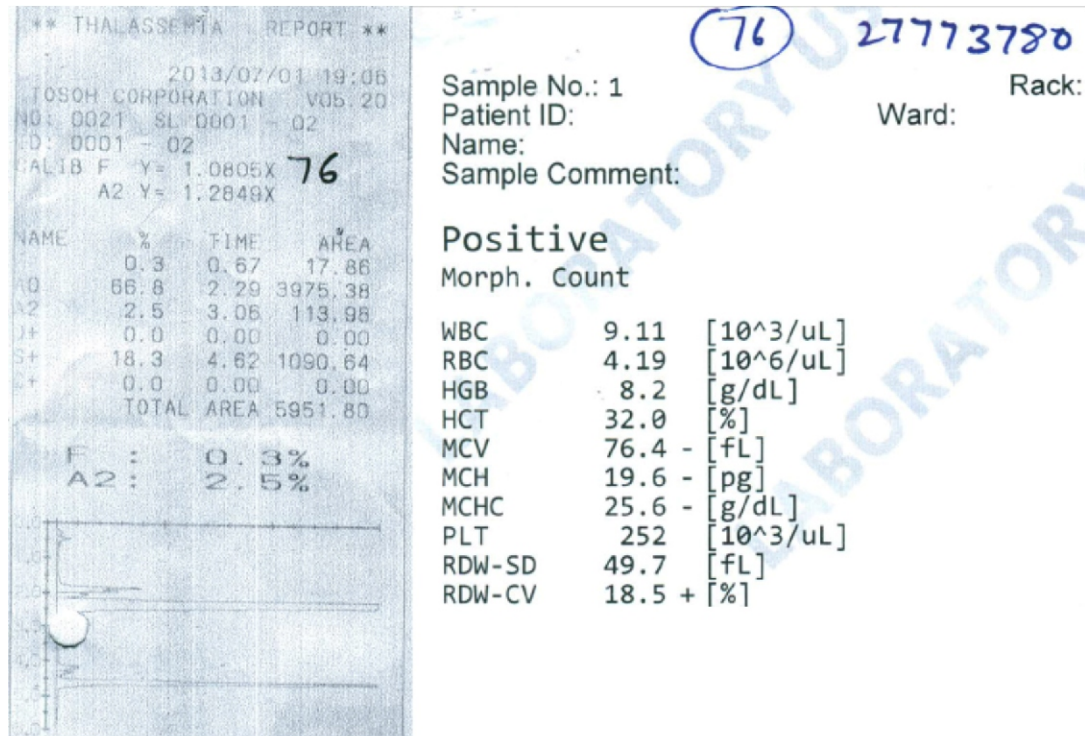 ** THALASSEMIA REPORT **
2013/07/01 19:06
TOSOH CORPORATION V05.20
NO: 0021 SL 0001 - 02
ID: 0001 - 02
CALIB F Y= 1.0805X
76
A2 Y= 1.2849X
NAME % TIME AREA
0.3 0.67 17.86
A0 66.8 2.29 3975.38
A2 2.5 3.06 113.98
D+ 0.0 0.00 0.00
S+ 18.3 4.62 1090.64
C+ 0.0 0.00 0.00
TOTAL AREA 5951.80
F : 0.3%
A2 : 2.5%
76 27773780
Sample No.: 1 Rack:
Patient ID: Ward:
Name:
Sample Comment:
Positive
Morph. Count
WBC 9.11 [10^3/uL]
RBC 4.19 [10^6/uL]
HGB 8.2 [g/dL]
HCT 32.0 [%]
MCV 76.4 - [fL]
MCH 19.6 - [pg]
MCHC 25.6 - [g/dL]
PLT 252 [10^3/uL]
RDW-SD 49.7 [fL]
RDW-CV 18.5 + [%]
LABORATORY
LABORATORY